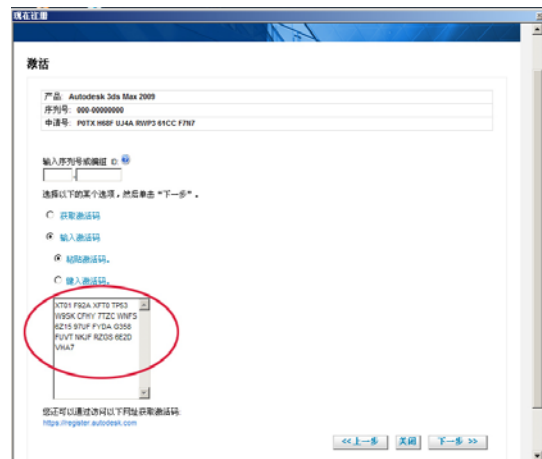 现在注册
激活
产品: Autodesk 3ds Max 2009
序列号: 000-00000000
申请号: P0TX H68F UJ4A RWP3 61CC F7N7
输入序列号或编组 ID:
选择以下的某个选项，然后单击“下一步”。
获取激活码
输入激活码
粘贴激活码。
键入激活码。
XT01 F92A XFT0 TP53
W9SK CFHY 7TZC WNFS
6Z15 97UF FYDA G358
FUVT NKJF RZGS 6E2D
VHA7
您还可以通过访问以下网址获取激活码:
https://register.autodesk.com
<<上一步
关闭
下一步 >>